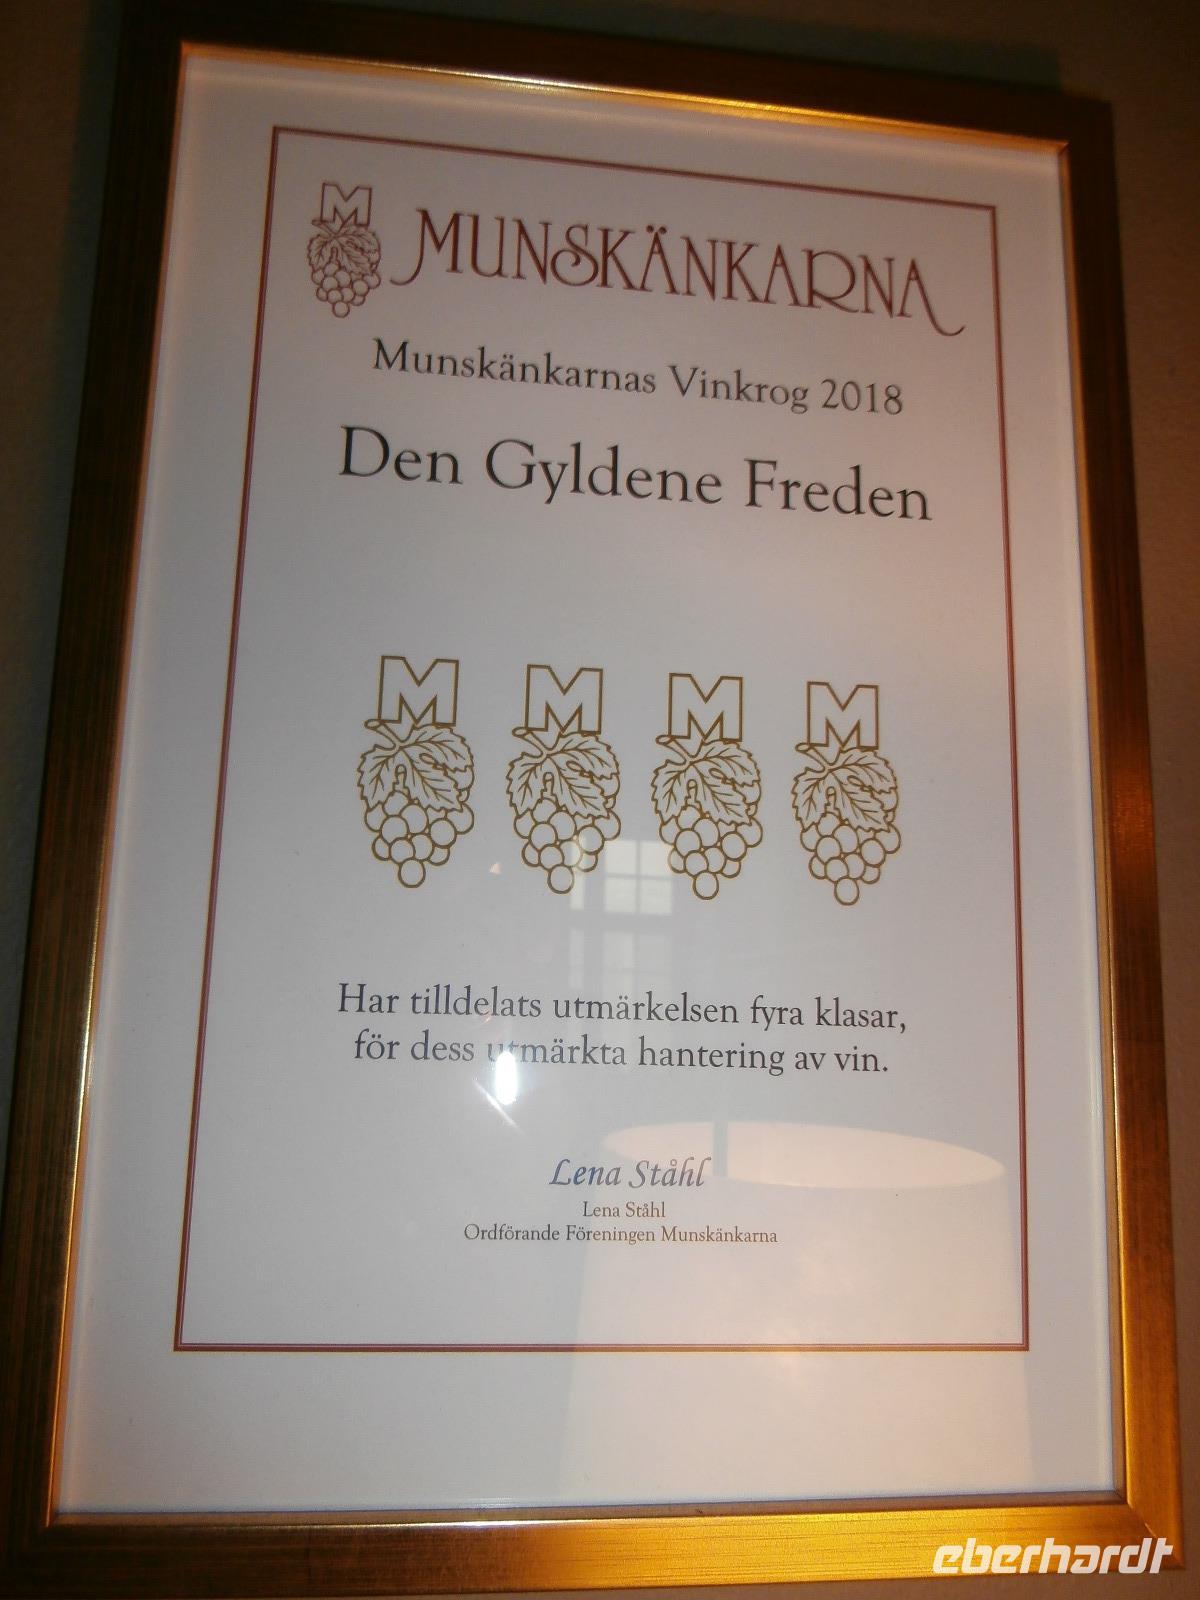 M
MUNSKÄNKARNA
Munskänkarnas Vinkrog 2018
Den Gyldene Freden
M M M M
Har tilldelats utmärkelsen fyra klasar,
för dess utmärkta hantering av vin.
Lena Ståhl
Lena Ståhl
Ordförande Föreningen Munskänkarna
eberhardt